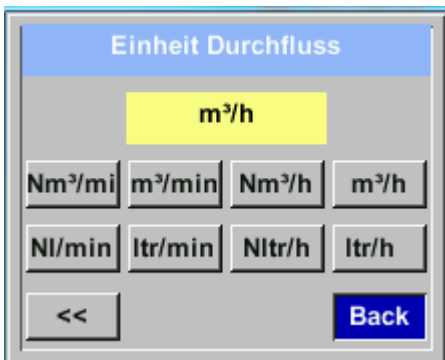 Einheit Durchfluss
m³/h
Nm³/mi m³/min Nm³/h m³/h
Nl/min ltr/min Nltr/h ltr/h
<< Back